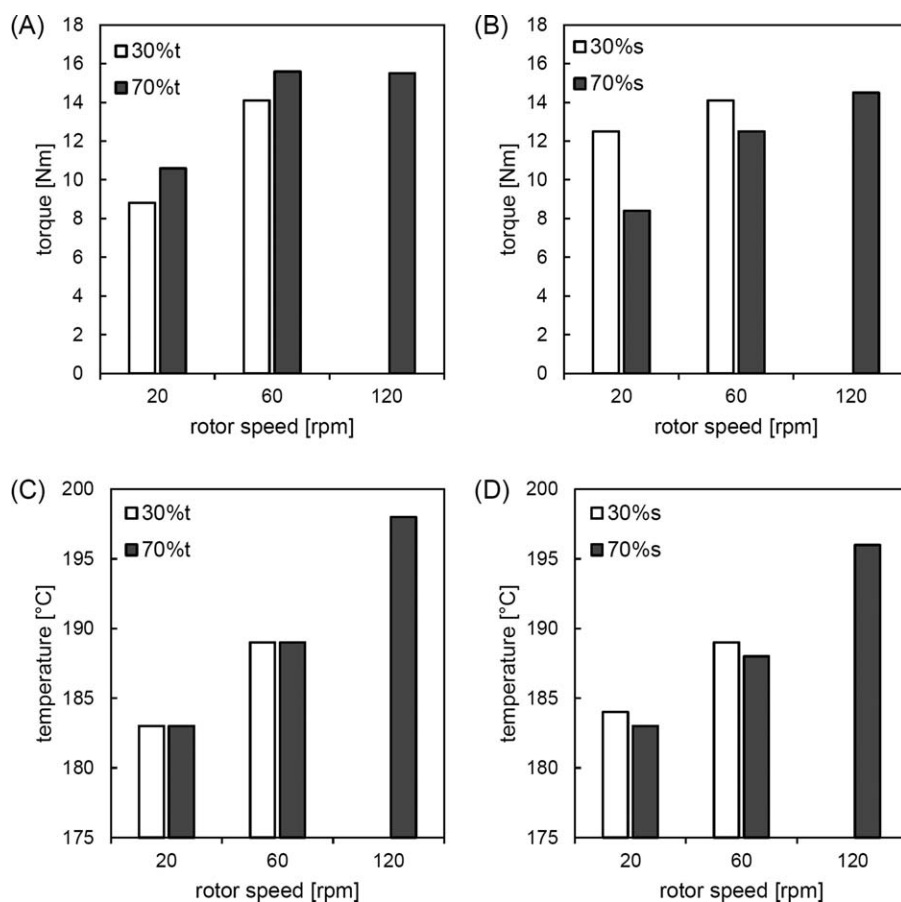 (A)
18
16
14
12
10
8
6
4
2
0
torque [Nm]
30%t
70%t
20 60 120
rotor speed [rpm]
(B)
18
16
14
12
10
8
6
4
2
0
torque [Nm]
30%s
70%s
20 60 120
rotor speed [rpm]
(C)
200
195
190
185
180
175
temperature [°C]
30%t
70%t
20 60 120
rotor speed [rpm]
(D)
200
195
190
185
180
175
temperature [°C]
30%s
70%s
20 60 120
rotor speed [rpm]